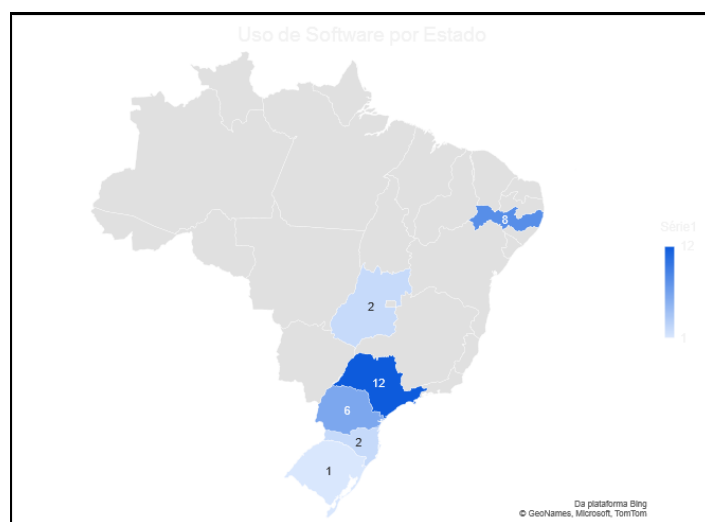 Uso de Software por Estado
8
Série1
12
1
2
12
6
2
1
Da plataforma Bing
© GeoNames, Microsoft, TomTom